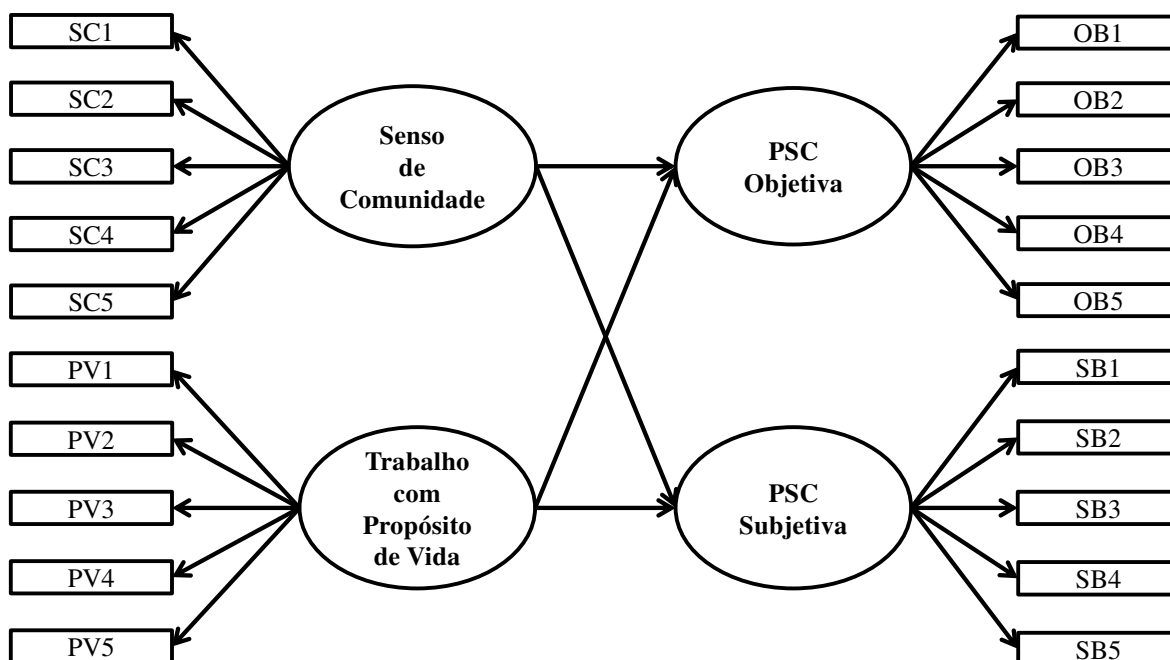 SC1
SC2
SC3
SC4
SC5
PV1
PV2
PV3
PV4
PV5
Senso
de
Comunidade
Trabalho
com
Propósito
de Vida
PSC
Objetiva
PSC
Subjetiva
OB1
OB2
OB3
OB4
OB5
SB1
SB2
SB3
SB4
SB5